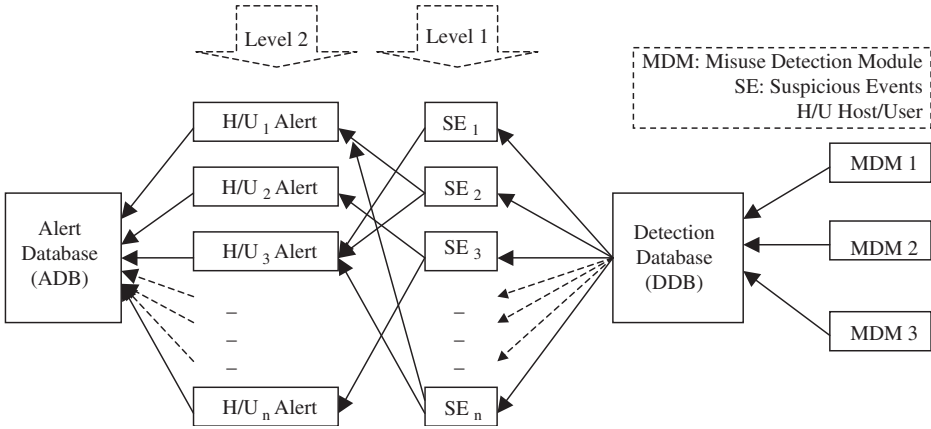 Level 2
Level 1
MDM: Misuse Detection Module
SE: Suspicious Events
H/U Host/User
H/U 1 Alert
H/U 2 Alert
H/U 3 Alert
–
–
–
H/U n Alert
SE 1
SE 2
SE 3
–
–
–
SE n
Alert
Database
(ADB)
Detection
Database
(DDB)
MDM 1
MDM 2
MDM 3